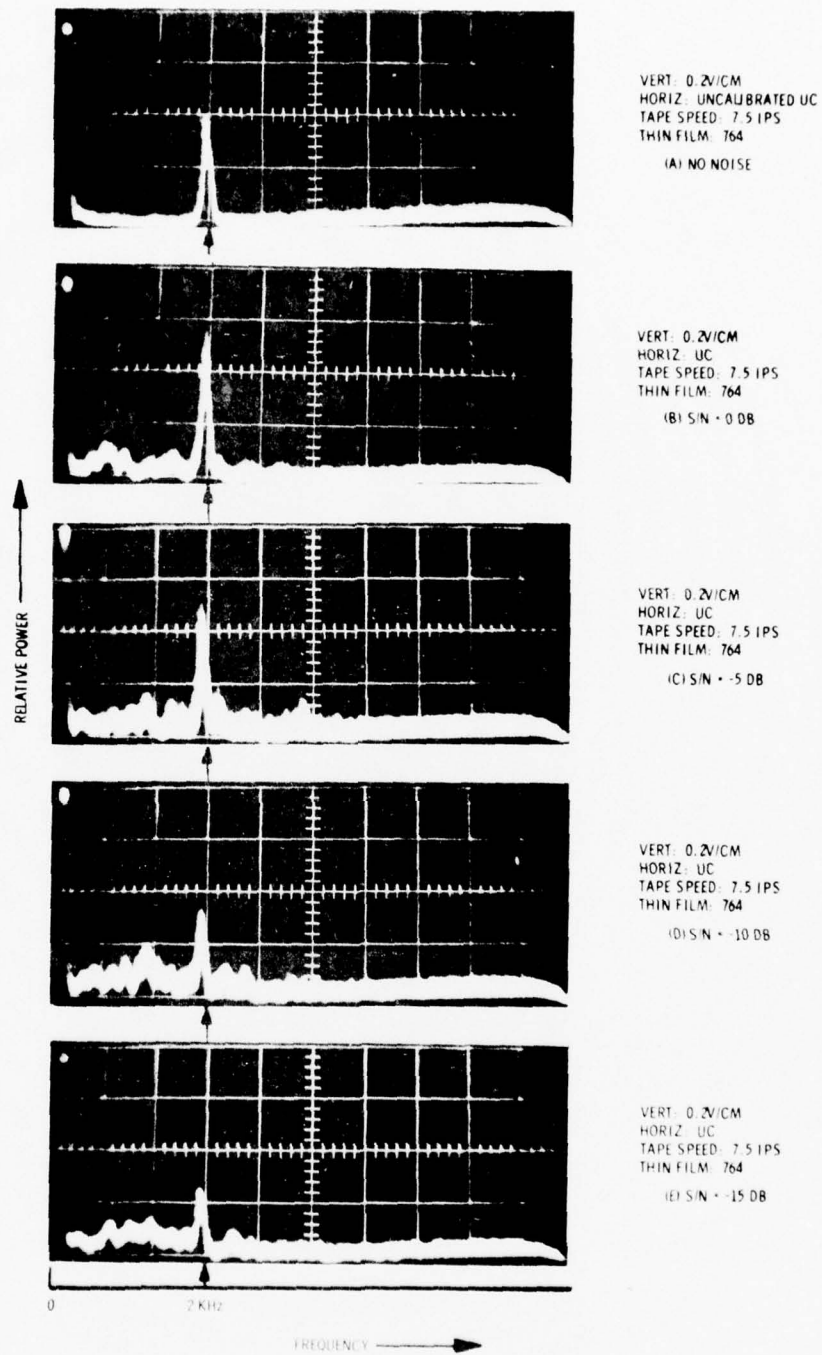 VERT: 0.2V/CM
HORIZ: UNCALIBRATED UC
TAPE SPEED: 7.5 IPS
THIN FILM: 764
(A) NO NOISE
VERT: 0.2V/CM
HORIZ: UC
TAPE SPEED: 7.5 IPS
THIN FILM: 764
(B) S/N = 0 DB
RELATIVE POWER
VERT: 0.2V/CM
HORIZ: UC
TAPE SPEED: 7.5 IPS
THIN FILM: 764
(C) S/N = -5 DB
VERT: 0.2V/CM
HORIZ: UC
TAPE SPEED: 7.5 IPS
THIN FILM: 764
(D) S/N = -10 DB
VERT: 0.2V/CM
HORIZ: UC
TAPE SPEED: 7.5 IPS
THIN FILM: 764
(E) S/N = -15 DB
0 2 KHz
FREQUENCY